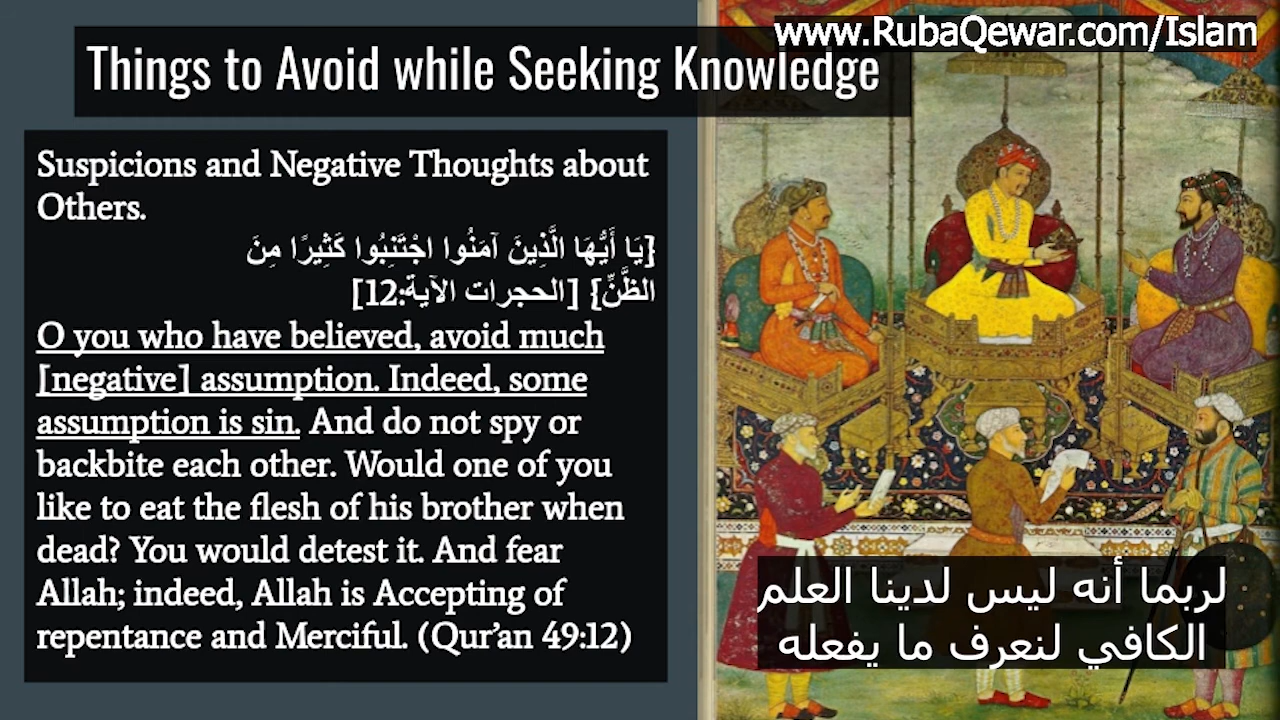 www.RubaQewar.com/Islam
Things to Avoid while Seeking Knowledge
Suspicions and Negative Thoughts about
Others.
{يَا أَيُّهَا الَّذِينَ آمَنُوا اجْتَنِبُوا كَثِيرًا مِنَ
الظَّنِّ} [الحجرات الآية:12]
O you who have believed, avoid much
[negative] assumption. Indeed, some
assumption is sin. And do not spy or
backbite each other. Would one of you
like to eat the flesh of his brother when
dead? You would detest it. And fear
Allah; indeed, Allah is Accepting of
repentance and Merciful. (Qur’an 49:12)
لربما أنه ليس لدينا العلم
الكافي لنعرف ما يفعله